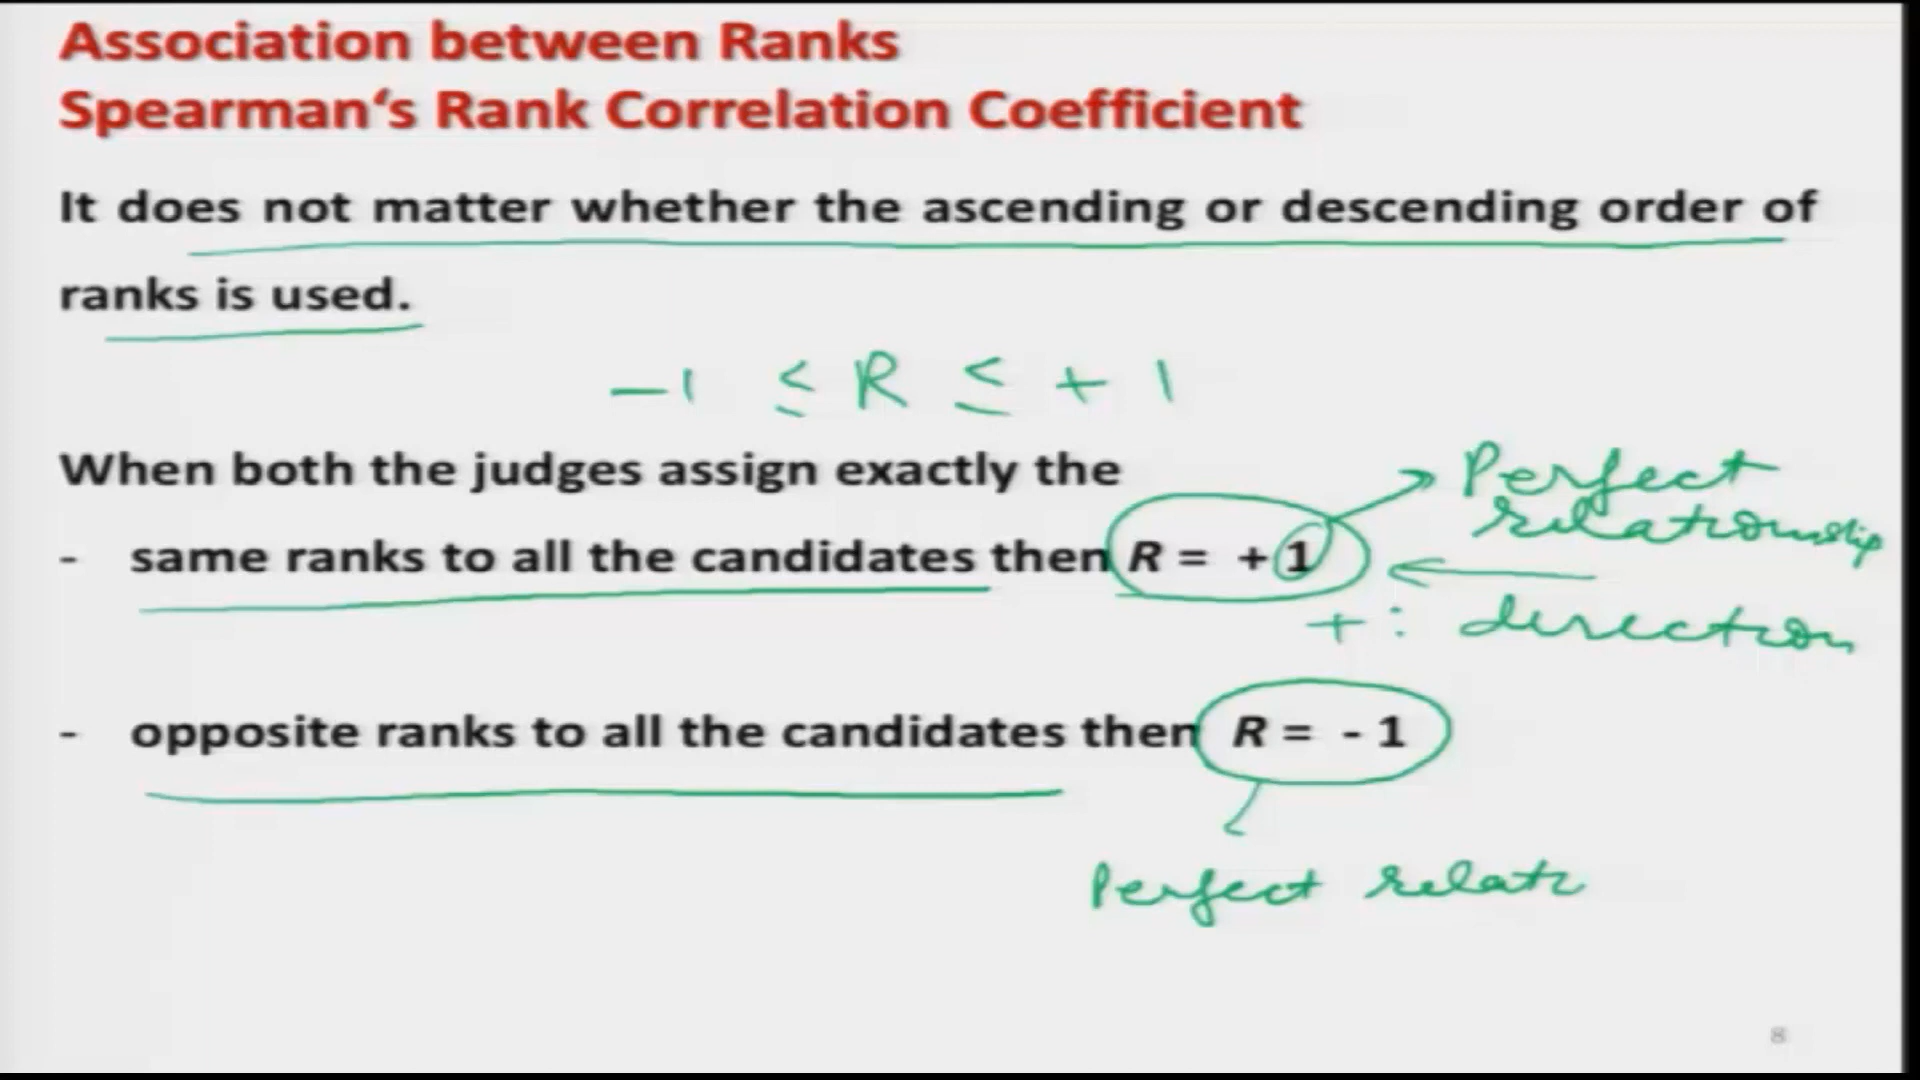 Association between Ranks
Spearman‘s Rank Correlation Coefficient
It does not matter whether the ascending or descending order of
ranks is used.
-1 ≤ R ≤ +1
When both the judges assign exactly the
- same ranks to all the candidates then R = +1
Perfect
relationship
+ : direction
- opposite ranks to all the candidates then R = -1
Perfect relati
8